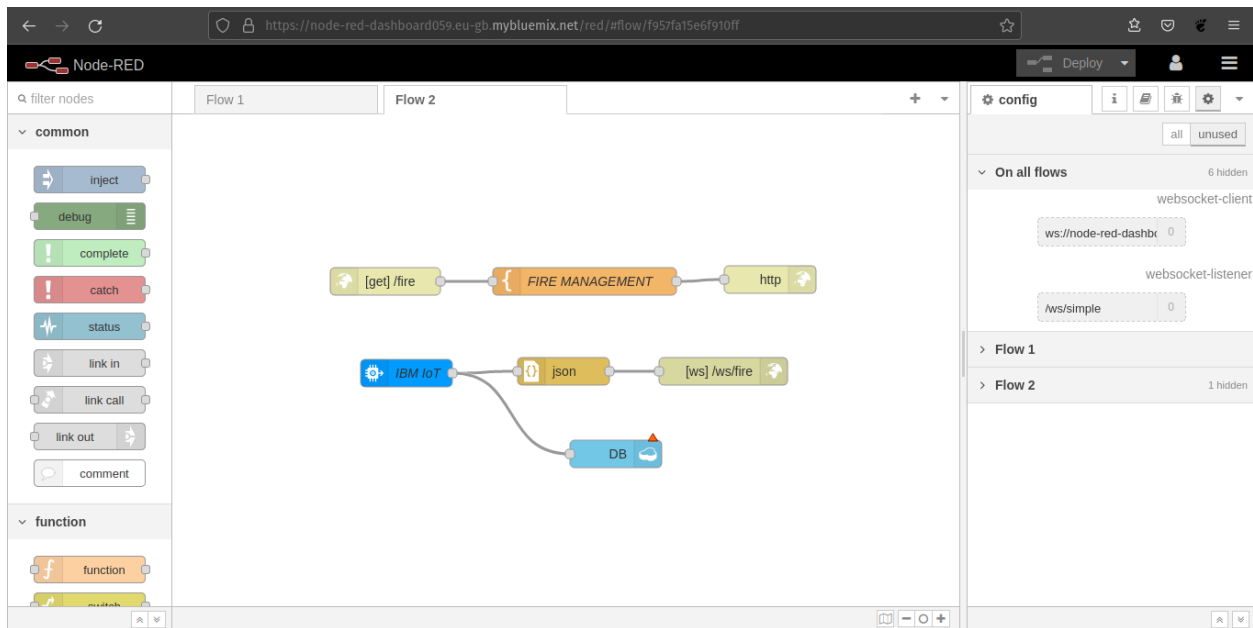 https://node-red-dashboard059.eu-gb.mybluemix.net/red/#flow/f957fa15e6f910ff
Node-RED
Deploy
filter nodes
Flow 1
Flow 2
config
i
all
unused
common
inject
debug
complete
catch
status
link in
link call
link out
comment
function
function
switch
[get] /fire
FIRE MANAGEMENT
http
IBM IoT
json
[ws] /ws/fire
DB
On all flows
6 hidden
websocket-client
ws://node-red-dashbo
0
websocket-listener
/ws/simple
0
Flow 1
Flow 2
1 hidden